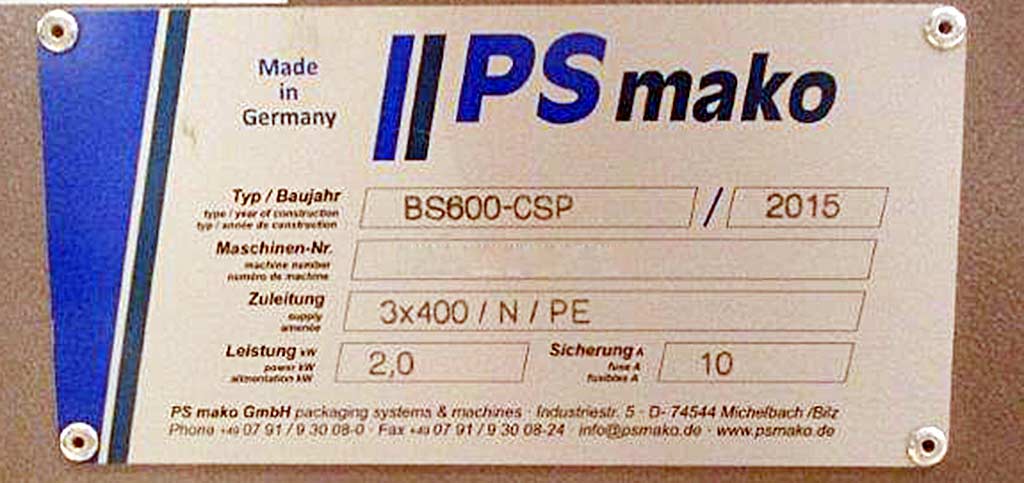 Made
in
Germany
PS mako
Typ / Baujahr
type / year of construction
typ / année de construction
BS600-CSP / 2015
Maschinen-Nr.
machine number
numéro de machine
Zuleitung
supply
amenée
3x400 / N / PE
Leistung kW
power kW
alimentation kW
2,0
Sicherung A
fuse A
fusibles A
10
PS mako GmbH packaging systems & machines · Industriestr. 5 · D- 74544 Michelbach /Bilz
Phone +49 07 91 / 9 30 08-0 · Fax +49 07 91 / 9 30 08-24 · info@psmako.de · www.psmako.de